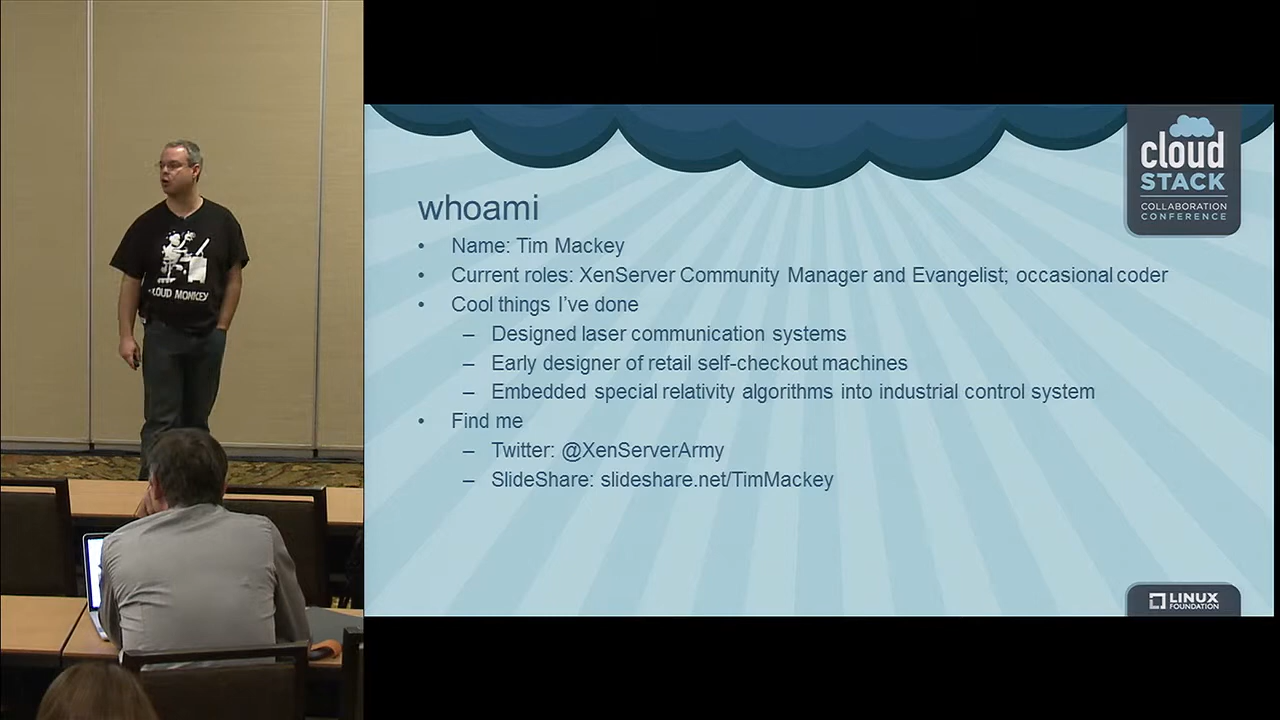 CLOUD MONKEY
cloud
STACK
COLLABORATION
CONFERENCE
whoami
• Name: Tim Mackey
• Current roles: XenServer Community Manager and Evangelist; occasional coder
• Cool things I've done
– Designed laser communication systems
– Early designer of retail self-checkout machines
– Embedded special relativity algorithms into industrial control system
• Find me
– Twitter: @XenServerArmy
– SlideShare: slideshare.net/TimMackey
LINUX
FOUNDATION